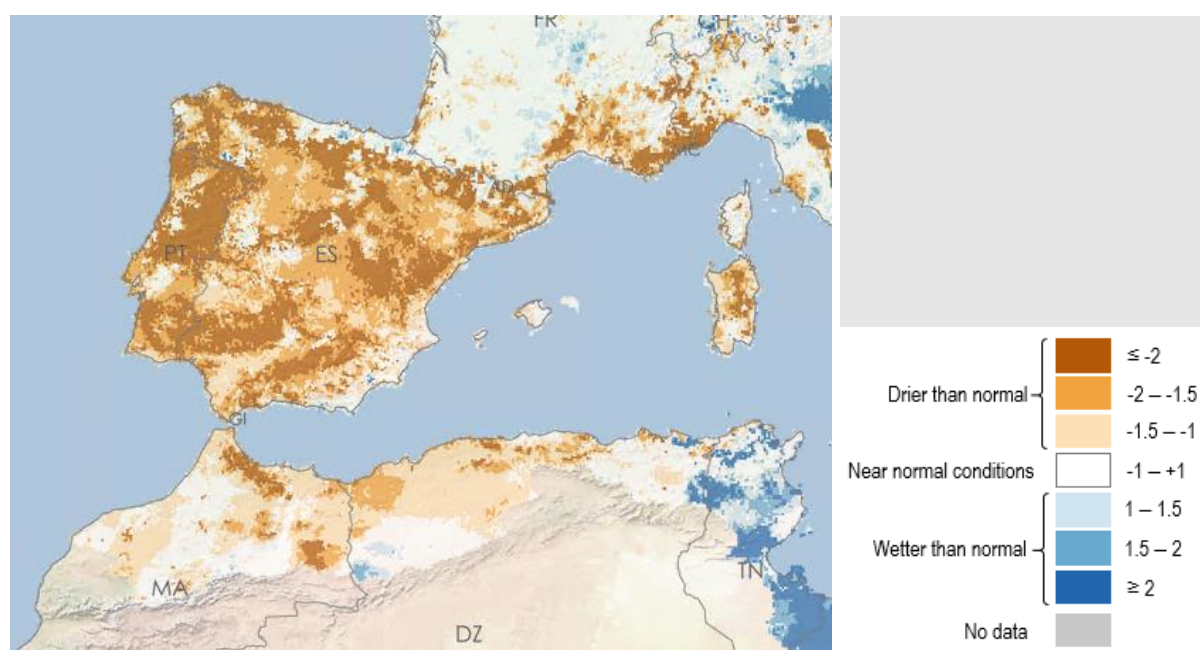 FR
CH
AD
PT
ES
GI
MA
DZ
TN
Drier than normal
≤ -2
-2 – -1.5
-1.5 – -1
Near normal conditions
-1 – +1
Wetter than normal
1 – 1.5
1.5 – 2
≥ 2
No data